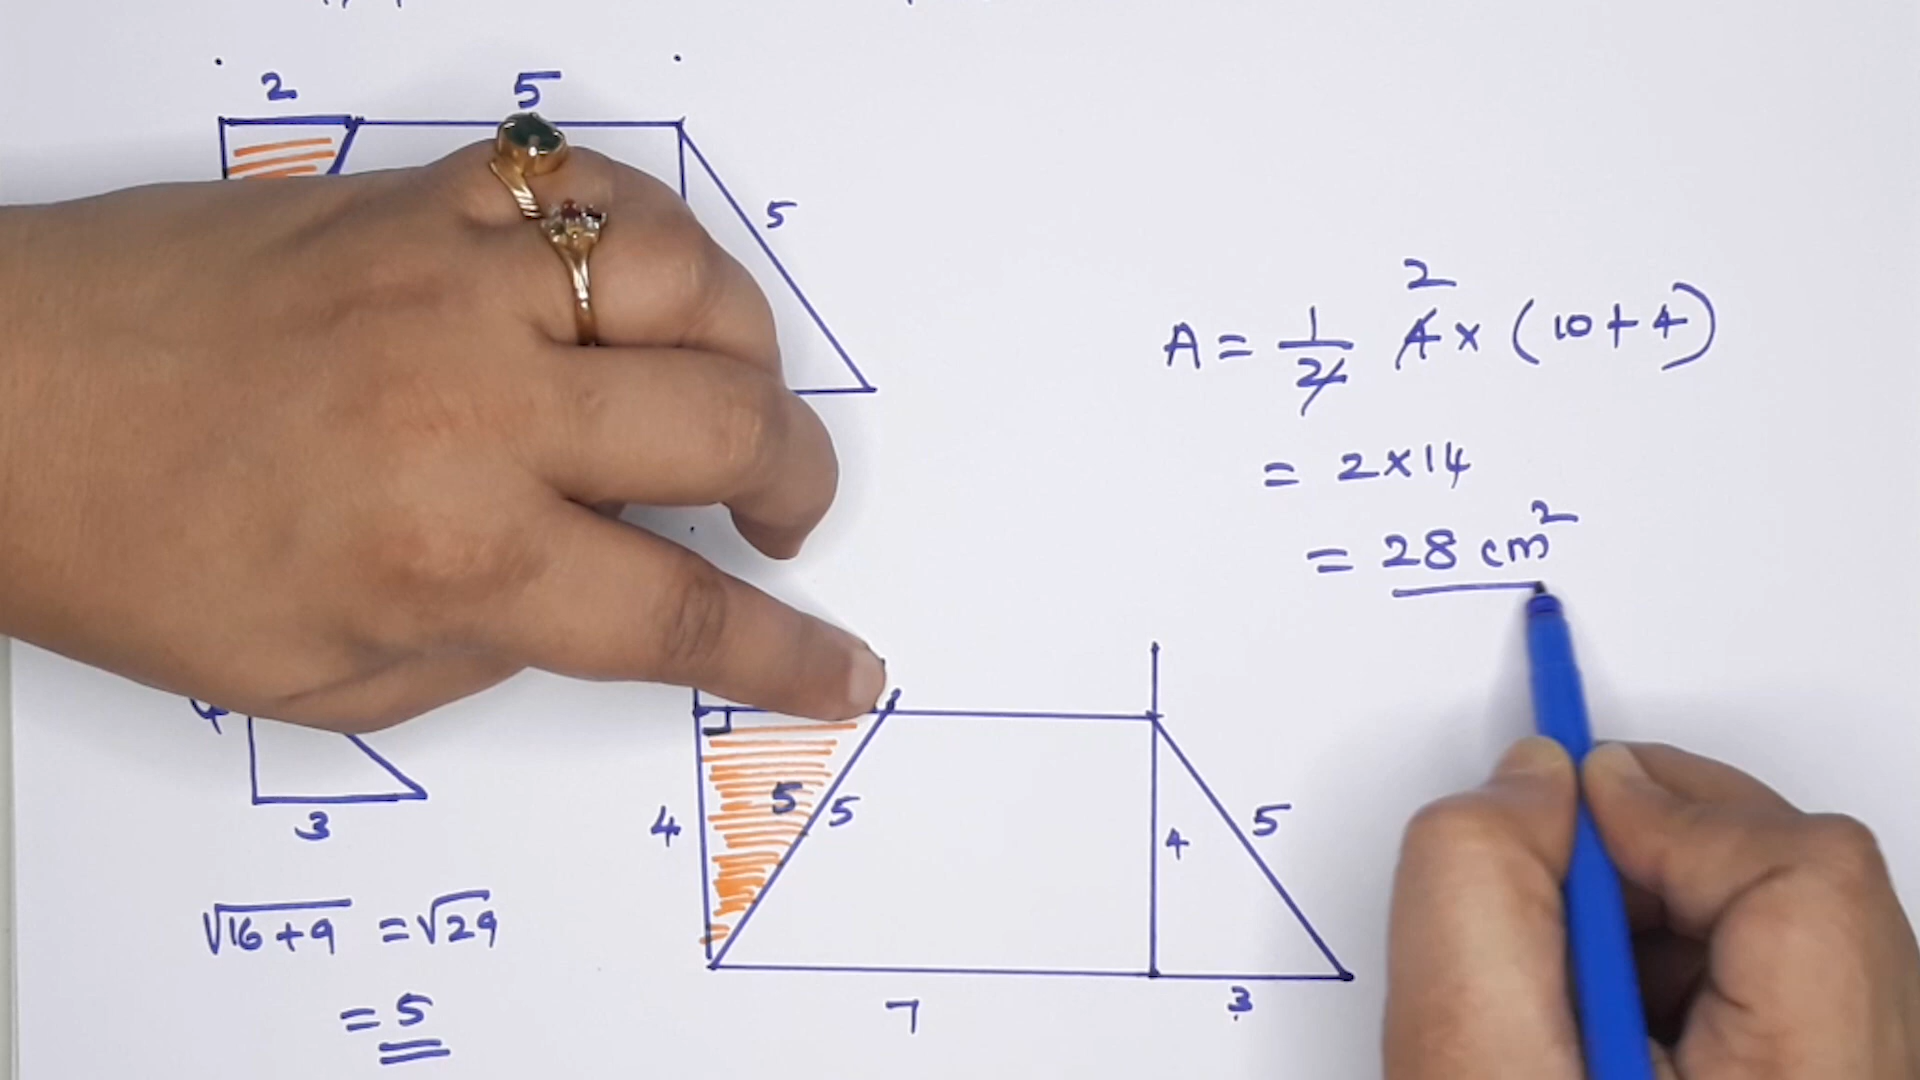 2
5
5
2
A = 1/2 4 × (10 + 4)
= 2 × 14
= 28 cm²
4 5 5 4 5
3
7 3
√16 + 9 = √29
= 5